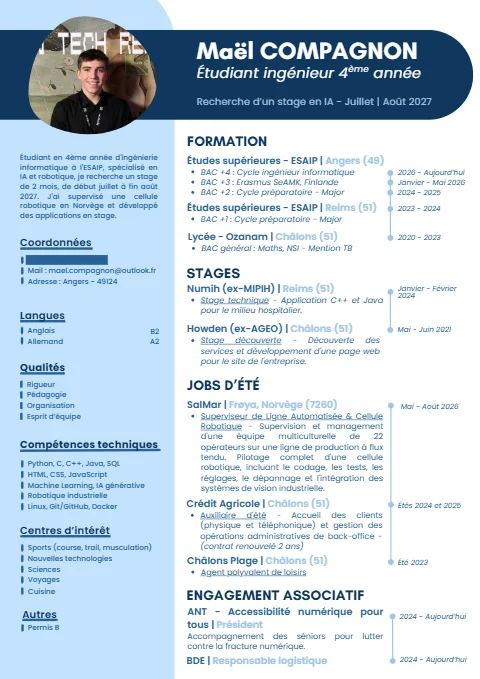 TECH RE
Maël COMPAGNON
Étudiant ingénieur 4ème année
Recherche d'un stage en IA - Juillet | Août 2027
Étudiant en 4ème année d'ingénierie
informatique à l'ESAIP, spécialisé en
IA et robotique, je recherche un stage
de 2 mois, de début juillet à fin août
2027. J'ai supervisé une cellule
robotique en Norvège et développé
des applications en stage.
Coordonnées
Mail : mael.compagnon@outlook.fr
Adresse : Angers - 49124
Langues
Anglais B2
Allemand A2
Qualités
Rigueur
Pédagogie
Organisation
Esprit d'équipe
Compétences techniques
Python, C, C++, Java, SQL
HTML, CSS, JavaScript
Machine Learning, IA générative
Robotique industrielle
Linux, Git/GitHub, Docker
Centres d'intérêt
Sports (course, trail, musculation)
Nouvelles technologies
Sciences
Voyages
Cuisine
Autres
Permis B
FORMATION
Études supérieures - ESAIP | Angers (49)
BAC +4 : Cycle ingénieur informatique 2026 - Aujourd'hui
BAC +3 : Erasmus SeAMK, Finlande Janvier - Mai 2026
BAC +2 : Cycle préparatoire - Major 2024 - 2025
Études supérieures - ESAIP | Reims (51) 2023 - 2024
BAC +1 : Cycle préparatoire - Major
Lycée - Ozanam | Châlons (51) 2020 - 2023
BAC général : Maths, NSI - Mention TB
STAGES
Numih (ex-MIPIH) | Reims (51) Janvier - Février
2024
Stage technique - Application C++ et Java
pour le milieu hospitalier.
Howden (ex-AGEO) | Châlons (51) Mai - Juin 2021
Stage découverte - Découverte des
services et développement d'une page web
pour le site de l'entreprise.
JOBS D'ÉTÉ
SalMar | Frøya, Norvège (7260) Mai - Août 2026
Superviseur de Ligne Automatisée & Cellule
Robotique - Supervision et management
d'une équipe multiculturelle de 22
opérateurs sur une ligne de production à flux
tendu. Pilotage complet d'une cellule
robotique, incluant le codage, les tests, les
réglages, le dépannage et l'intégration des
systèmes de vision industrielle.
Crédit Agricole | Châlons (51) Étés 2024 et 2025
Auxiliaire d'été - Accueil des clients
(physique et téléphonique) et gestion des
opérations administratives de back-office -
(contrat renouvelé 2 ans)
Châlons Plage | Châlons (51) Été 2023
Agent polyvalent de loisirs
ENGAGEMENT ASSOCIATIF
ANT - Accessibilité numérique pour
tous | Président 2024 - Aujourd'hui
Accompagnement des séniors pour lutter
contre la fracture numérique.
BDE | Responsable logistique 2024 - Aujourd'hui